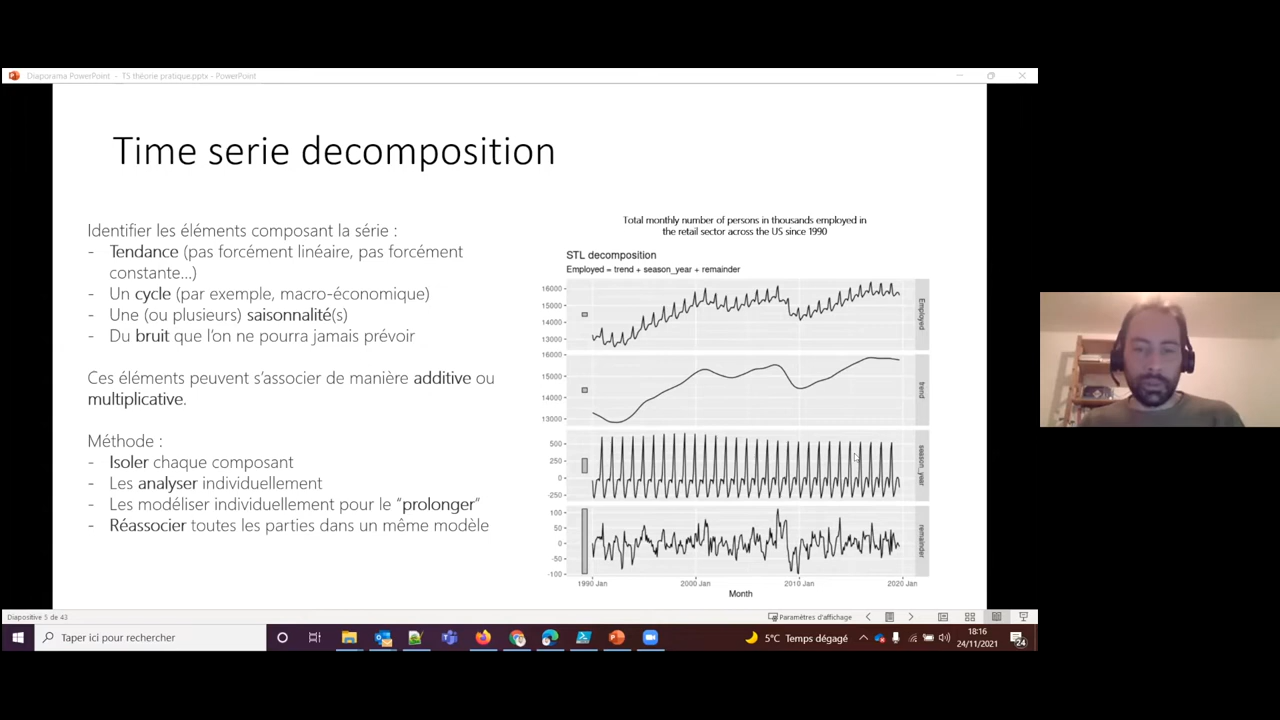 Diaporama PowerPoint - TS théorie pratique.pptx - PowerPoint
Time serie decomposition
Identifier les éléments composant la série :
- Tendance (pas forcément linéaire, pas forcément
constante...)
- Un cycle (par exemple, macro-économique)
- Une (ou plusieurs) saisonnalité(s)
- Du bruit que l'on ne pourra jamais prévoir
Ces éléments peuvent s'associer de manière additive ou
multiplicative.
Méthode :
- Isoler chaque composant
- Les analyser individuellement
- Les modéliser individuellement pour le "prolonger"
- Réassocier toutes les parties dans un même modèle
Total monthly number of persons in thousands employed in
the retail sector across the US since 1990
STL decomposition
Employed = trend + season_year + remainder
16000
15000
14000
13000
Employed
16000
15000
14000
13000
trend
500
250
0
-250
season_year
100
50
0
-50
-100
remainder
1990 Jan
2000 Jan
2010 Jan
2020 Jan
Month
Diapositive 5 de 43
Paramètres d'affichage
Taper ici pour rechercher
5°C Temps dégagé
18:16
24/11/2021
24